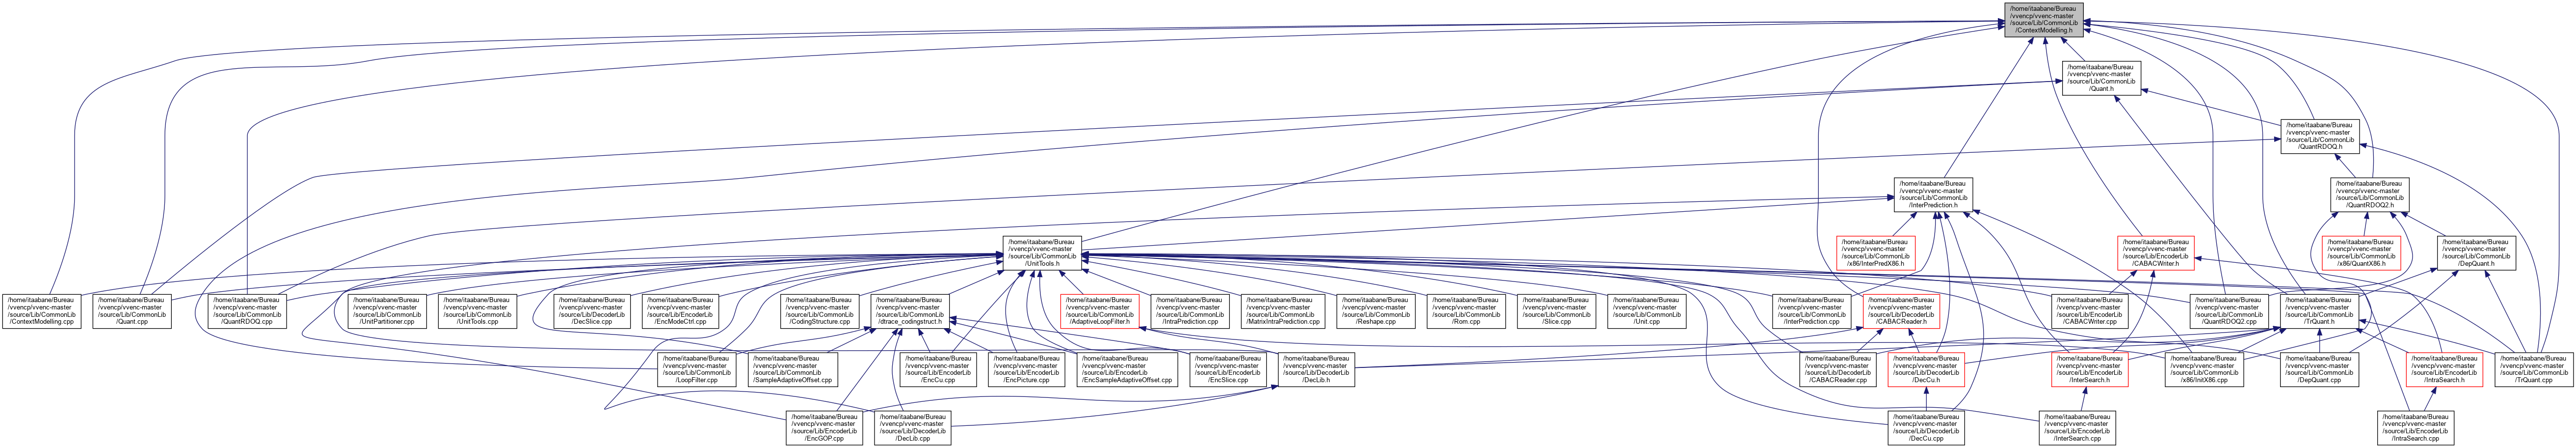 /home/itaabane/Bureau
/vvencp/vvenc-master
/source/Lib/CommonLib
/ContextModelling.h
/home/itaabane/Bureau
/vvencp/vvenc-master
/source/Lib/CommonLib
/Quant.h
/home/itaabane/Bureau
/vvencp/vvenc-master
/source/Lib/CommonLib
/QuantRDOQ.h
/home/itaabane/Bureau
/vvencp/vvenc-master
/source/Lib/CommonLib
/InterPrediction.h
/home/itaabane/Bureau
/vvencp/vvenc-master
/source/Lib/CommonLib
/QuantRDOQ2.h
/home/itaabane/Bureau
/vvencp/vvenc-master
/source/Lib/CommonLib
/UnitTools.h
/home/itaabane/Bureau
/vvencp/vvenc-master
/source/Lib/CommonLib
/x86/InterPredX86.h
/home/itaabane/Bureau
/vvencp/vvenc-master
/source/Lib/EncoderLib
/CABACWriter.h
/home/itaabane/Bureau
/vvencp/vvenc-master
/source/Lib/CommonLib
/x86/QuantX86.h
/home/itaabane/Bureau
/vvencp/vvenc-master
/source/Lib/CommonLib
/DepQuant.h
/home/itaabane/Bureau
/vvencp/vvenc-master
/source/Lib/CommonLib
/ContextModelling.cpp
/home/itaabane/Bureau
/vvencp/vvenc-master
/source/Lib/CommonLib
/Quant.cpp
/home/itaabane/Bureau
/vvencp/vvenc-master
/source/Lib/CommonLib
/QuantRDOQ.cpp
/home/itaabane/Bureau
/vvencp/vvenc-master
/source/Lib/CommonLib
/UnitPartitioner.cpp
/home/itaabane/Bureau
/vvencp/vvenc-master
/source/Lib/CommonLib
/UnitTools.cpp
/home/itaabane/Bureau
/vvencp/vvenc-master
/source/Lib/DecoderLib
/DecSlice.cpp
/home/itaabane/Bureau
/vvencp/vvenc-master
/source/Lib/EncoderLib
/EncModeCtrl.cpp
/home/itaabane/Bureau
/vvencp/vvenc-master
/source/Lib/CommonLib
/CodingStructure.cpp
/home/itaabane/Bureau
/vvencp/vvenc-master
/source/Lib/CommonLib
/dtrace_codingstruct.h
/home/itaabane/Bureau
/vvencp/vvenc-master
/source/Lib/CommonLib
/AdaptiveLoopFilter.h
/home/itaabane/Bureau
/vvencp/vvenc-master
/source/Lib/CommonLib
/IntraPrediction.cpp
/home/itaabane/Bureau
/vvencp/vvenc-master
/source/Lib/CommonLib
/MatrixIntraPrediction.cpp
/home/itaabane/Bureau
/vvencp/vvenc-master
/source/Lib/CommonLib
/Reshape.cpp
/home/itaabane/Bureau
/vvencp/vvenc-master
/source/Lib/CommonLib
/Rom.cpp
/home/itaabane/Bureau
/vvencp/vvenc-master
/source/Lib/CommonLib
/Slice.cpp
/home/itaabane/Bureau
/vvencp/vvenc-master
/source/Lib/CommonLib
/Unit.cpp
/home/itaabane/Bureau
/vvencp/vvenc-master
/source/Lib/CommonLib
/InterPrediction.cpp
/home/itaabane/Bureau
/vvencp/vvenc-master
/source/Lib/DecoderLib
/CABACReader.h
/home/itaabane/Bureau
/vvencp/vvenc-master
/source/Lib/EncoderLib
/CABACWriter.cpp
/home/itaabane/Bureau
/vvencp/vvenc-master
/source/Lib/CommonLib
/QuantRDOQ2.cpp
/home/itaabane/Bureau
/vvencp/vvenc-master
/source/Lib/CommonLib
/TrQuant.h
/home/itaabane/Bureau
/vvencp/vvenc-master
/source/Lib/CommonLib
/LoopFilter.cpp
/home/itaabane/Bureau
/vvencp/vvenc-master
/source/Lib/CommonLib
/SampleAdaptiveOffset.cpp
/home/itaabane/Bureau
/vvencp/vvenc-master
/source/Lib/EncoderLib
/EncCu.cpp
/home/itaabane/Bureau
/vvencp/vvenc-master
/source/Lib/EncoderLib
/EncPicture.cpp
/home/itaabane/Bureau
/vvencp/vvenc-master
/source/Lib/EncoderLib
/EncSampleAdaptiveOffset.cpp
/home/itaabane/Bureau
/vvencp/vvenc-master
/source/Lib/EncoderLib
/EncSlice.cpp
/home/itaabane/Bureau
/vvencp/vvenc-master
/source/Lib/DecoderLib
/DecLib.h
/home/itaabane/Bureau
/vvencp/vvenc-master
/source/Lib/DecoderLib
/CABACReader.cpp
/home/itaabane/Bureau
/vvencp/vvenc-master
/source/Lib/DecoderLib
/DecCu.h
/home/itaabane/Bureau
/vvencp/vvenc-master
/source/Lib/EncoderLib
/InterSearch.h
/home/itaabane/Bureau
/vvencp/vvenc-master
/source/Lib/CommonLib
/x86/InitX86.cpp
/home/itaabane/Bureau
/vvencp/vvenc-master
/source/Lib/CommonLib
/DepQuant.cpp
/home/itaabane/Bureau
/vvencp/vvenc-master
/source/Lib/EncoderLib
/IntraSearch.h
/home/itaabane/Bureau
/vvencp/vvenc-master
/source/Lib/CommonLib
/TrQuant.cpp
/home/itaabane/Bureau
/vvencp/vvenc-master
/source/Lib/EncoderLib
/EncGOP.cpp
/home/itaabane/Bureau
/vvencp/vvenc-master
/source/Lib/DecoderLib
/DecLib.cpp
/home/itaabane/Bureau
/vvencp/vvenc-master
/source/Lib/DecoderLib
/DecCu.cpp
/home/itaabane/Bureau
/vvencp/vvenc-master
/source/Lib/EncoderLib
/InterSearch.cpp
/home/itaabane/Bureau
/vvencp/vvenc-master
/source/Lib/EncoderLib
/IntraSearch.cpp